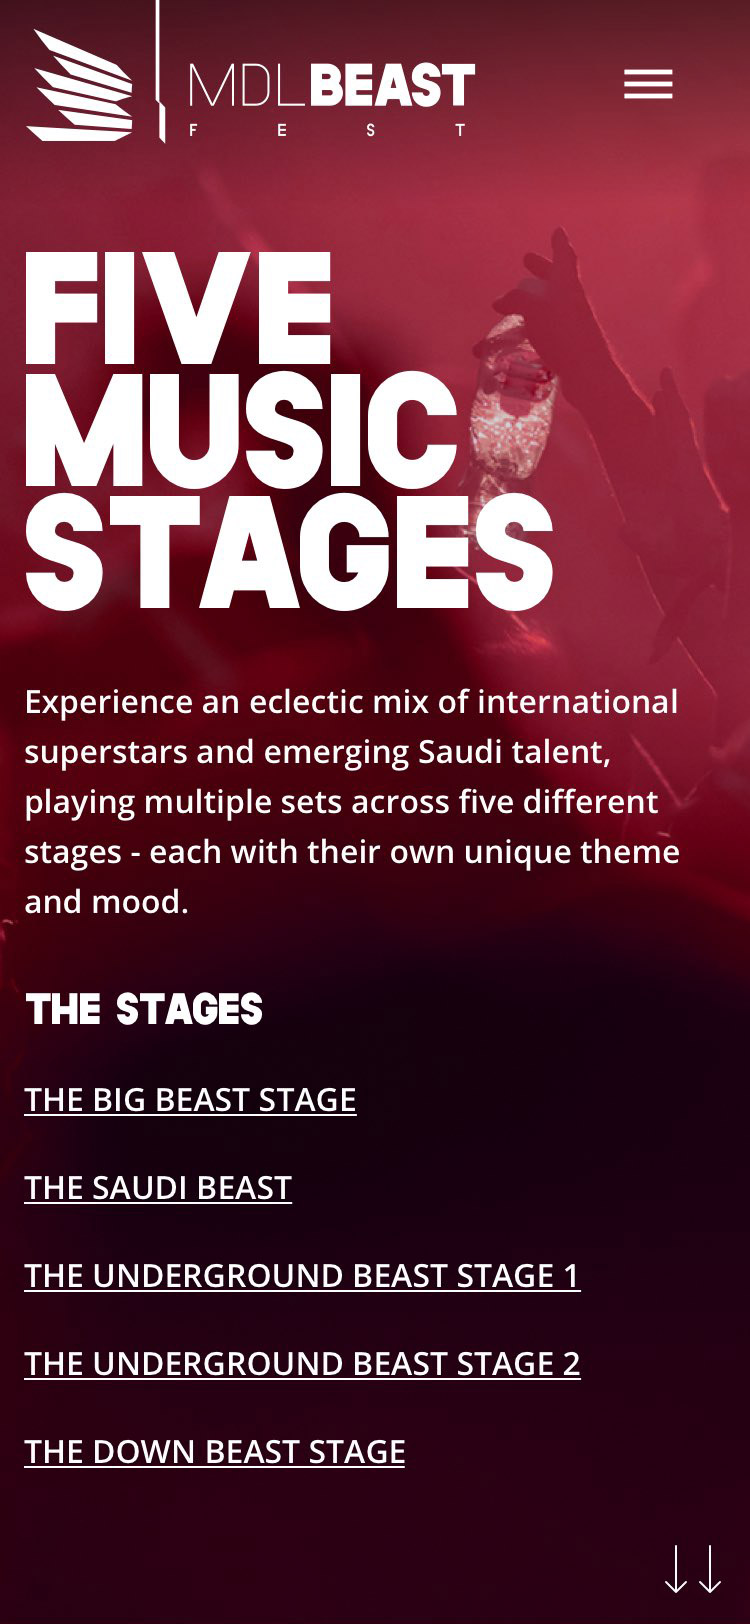 MDLBEAST
FEST
FIVE
MUSIC
STAGES
Experience an eclectic mix of international
superstars and emerging Saudi talent,
playing multiple sets across five different
stages - each with their own unique theme
and mood.
THE STAGES
THE BIG BEAST STAGE
THE SAUDI BEAST
THE UNDERGROUND BEAST STAGE 1
THE UNDERGROUND BEAST STAGE 2
THE DOWN BEAST STAGE